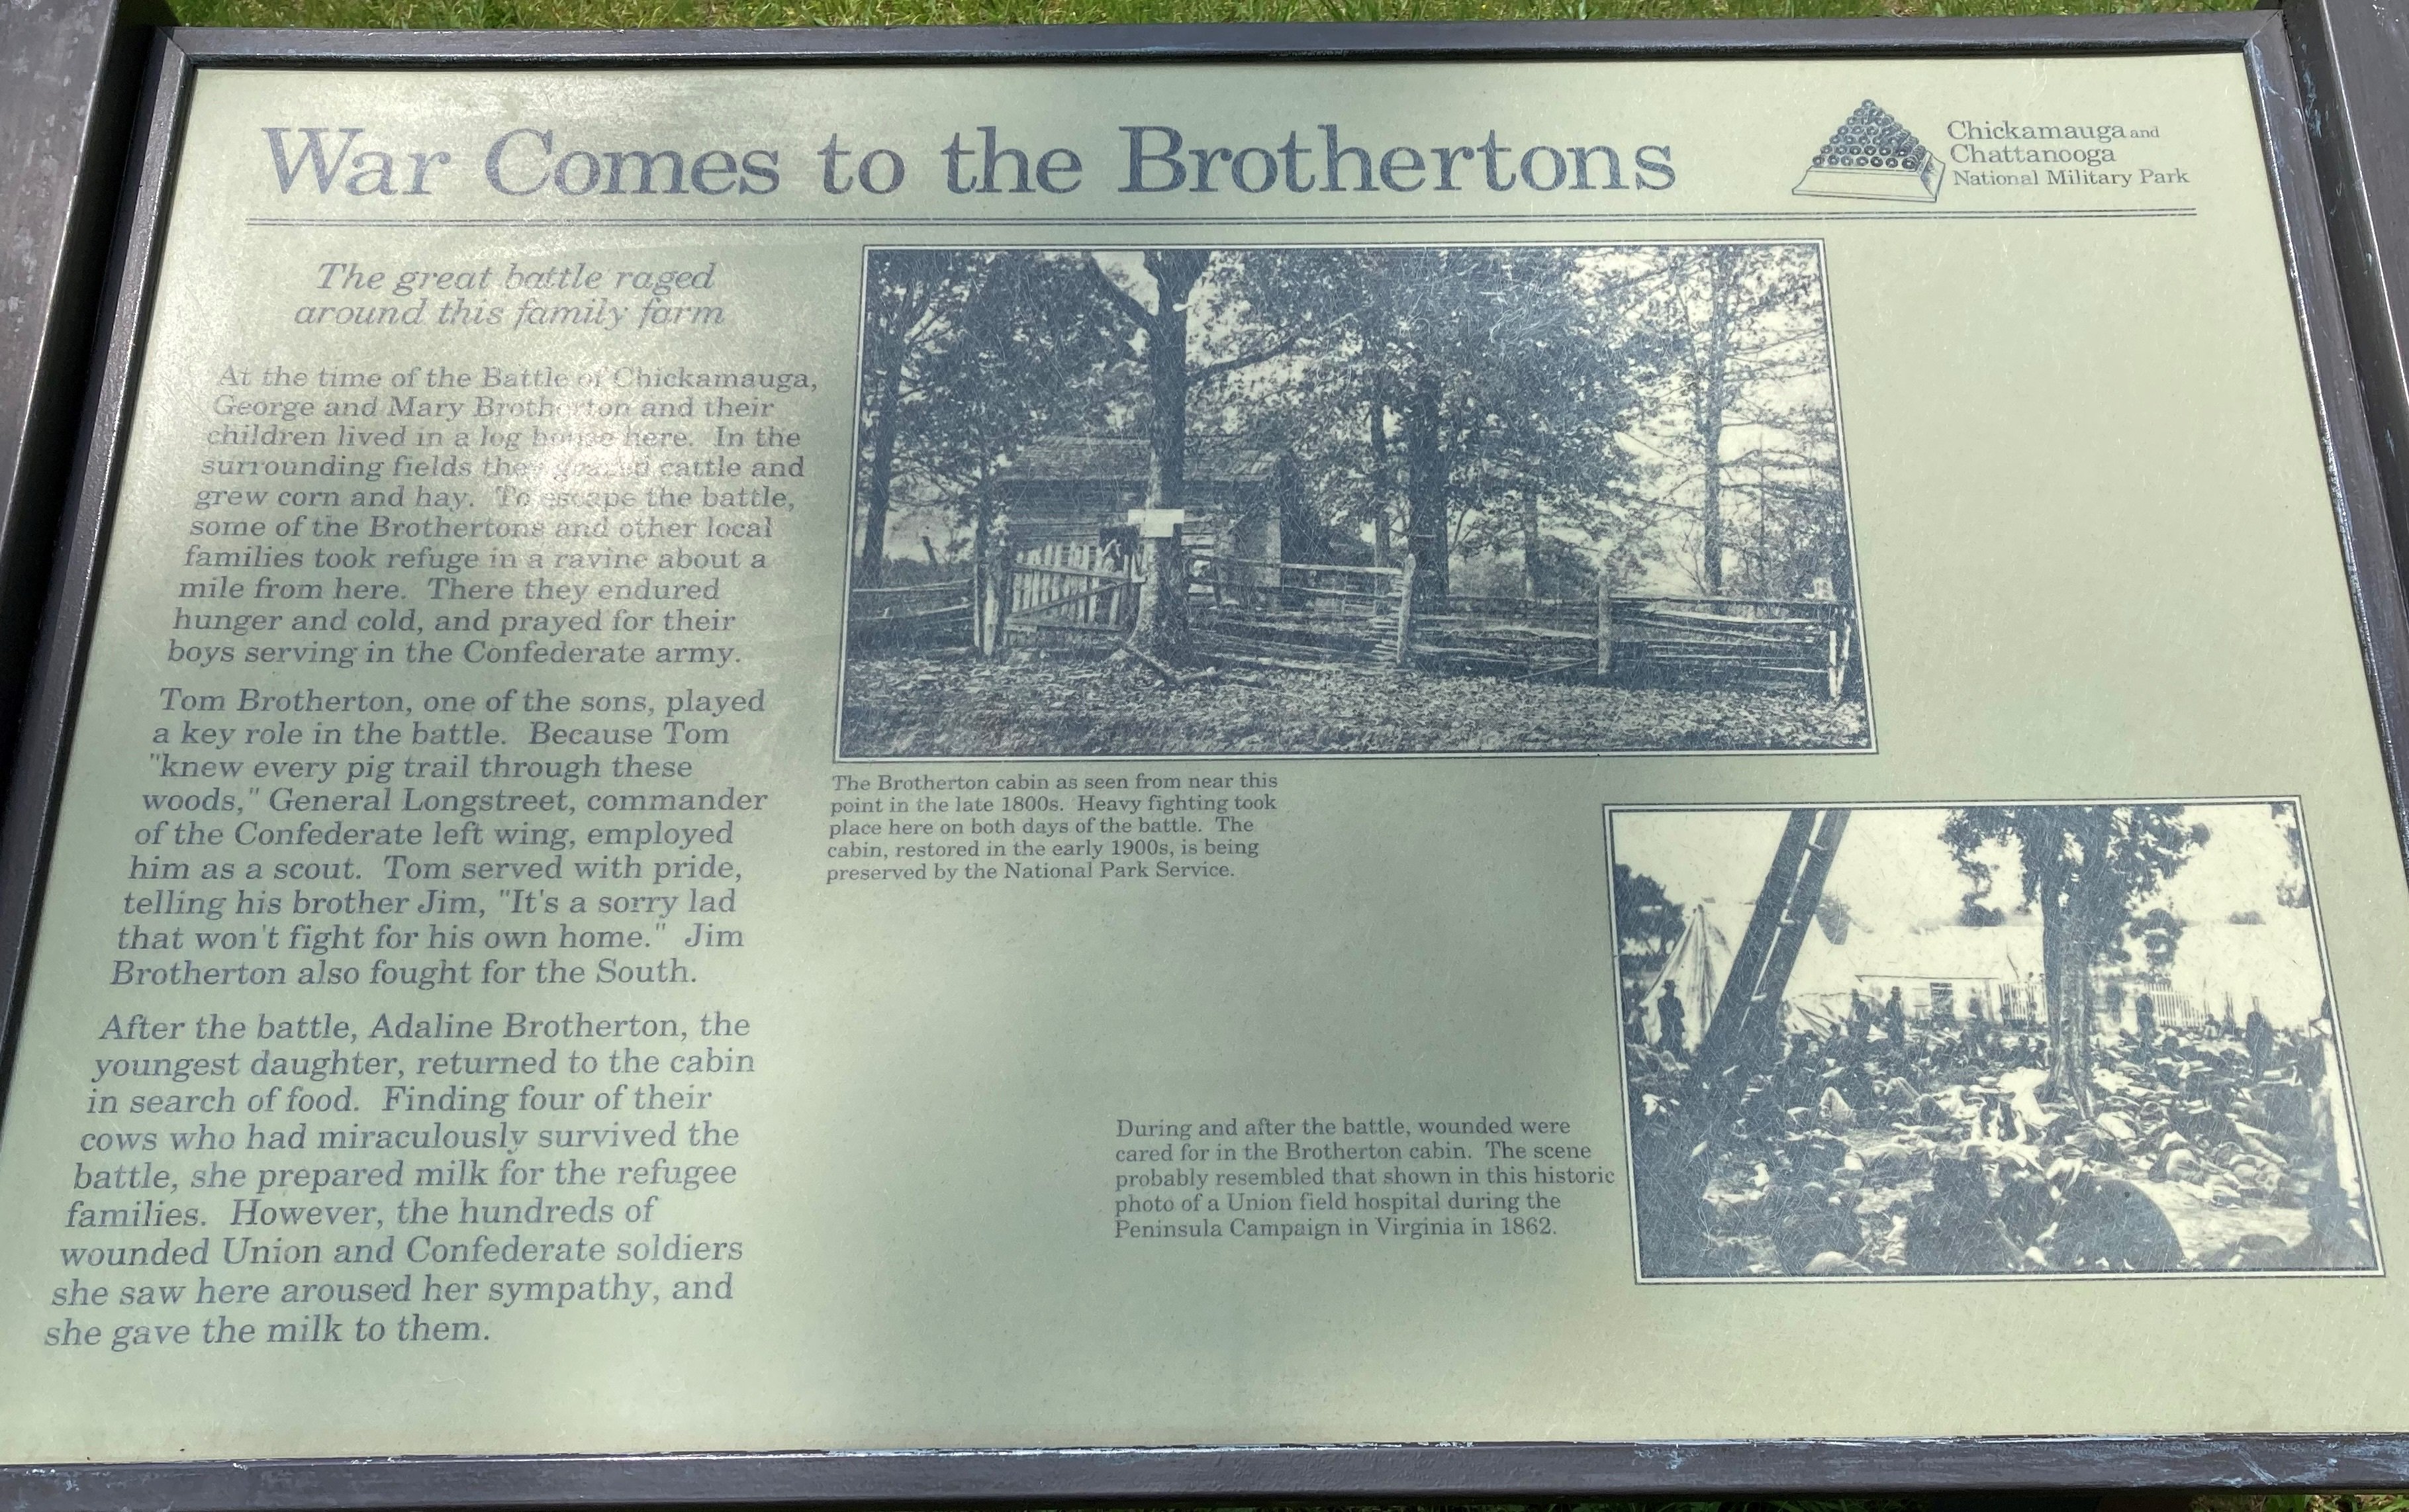 War Comes to the Brothertons
Chickamauga and
Chattanooga
National Military Park
The great battle raged
around this family farm
At the time of the Battle of Chickamauga,
George and Mary Brotherton and their
children lived in a log house here. In the
surrounding fields they grazed cattle and
grew corn and hay. To escape the battle,
some of the Brothertons and other local
families took refuge in a ravine about a
mile from here. There they endured
hunger and cold, and prayed for their
boys serving in the Confederate army.
Tom Brotherton, one of the sons, played
a key role in the battle. Because Tom
"knew every pig trail through these
woods," General Longstreet, commander
of the Confederate left wing, employed
him as a scout. Tom served with pride,
telling his brother Jim, "It's a sorry lad
that won't fight for his own home." Jim
Brotherton also fought for the South.
After the battle, Adaline Brotherton, the
youngest daughter, returned to the cabin
in search of food. Finding four of their
cows who had miraculously survived the
battle, she prepared milk for the refugee
families. However, the hundreds of
wounded Union and Confederate soldiers
she saw here aroused her sympathy, and
she gave the milk to them.
The Brotherton cabin as seen from near this
point in the late 1800s. Heavy fighting took
place here on both days of the battle. The
cabin, restored in the early 1900s, is being
preserved by the National Park Service.
During and after the battle, wounded were
cared for in the Brotherton cabin. The scene
probably resembled that shown in this historic
photo of a Union field hospital during the
Peninsula Campaign in Virginia in 1862.